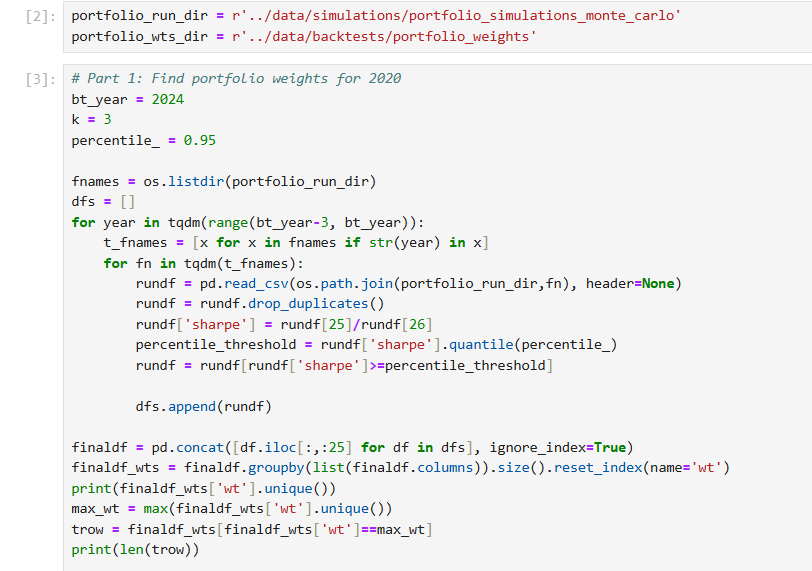 [2]: portfolio_run_dir = r'../data/simulations/portfolio_simulations_monte_carlo'
portfolio_wts_dir = r'../data/backtests/portfolio_weights'
[3]: # Part 1: Find portfolio weights for 2020
bt_year = 2024
k = 3
percentile_ = 0.95

fnames = os.listdir(portfolio_run_dir)
dfs = []
for year in tqdm(range(bt_year-3, bt_year)):
    t_fnames = [x for x in fnames if str(year) in x]
    for fn in tqdm(t_fnames):
        rundf = pd.read_csv(os.path.join(portfolio_run_dir,fn), header=None)
        rundf = rundf.drop_duplicates()
        rundf['sharpe'] = rundf[25]/rundf[26]
        percentile_threshold = rundf['sharpe'].quantile(percentile_)
        rundf = rundf[rundf['sharpe']>=percentile_threshold]

        dfs.append(rundf)

finaldf = pd.concat([df.iloc[:,:25] for df in dfs], ignore_index=True)
finaldf_wts = finaldf.groupby(list(finaldf.columns)).size().reset_index(name='wt')
print(finaldf_wts['wt'].unique())
max_wt = max(finaldf_wts['wt'].unique())
trow = finaldf_wts[finaldf_wts['wt']==max_wt]
print(len(trow))